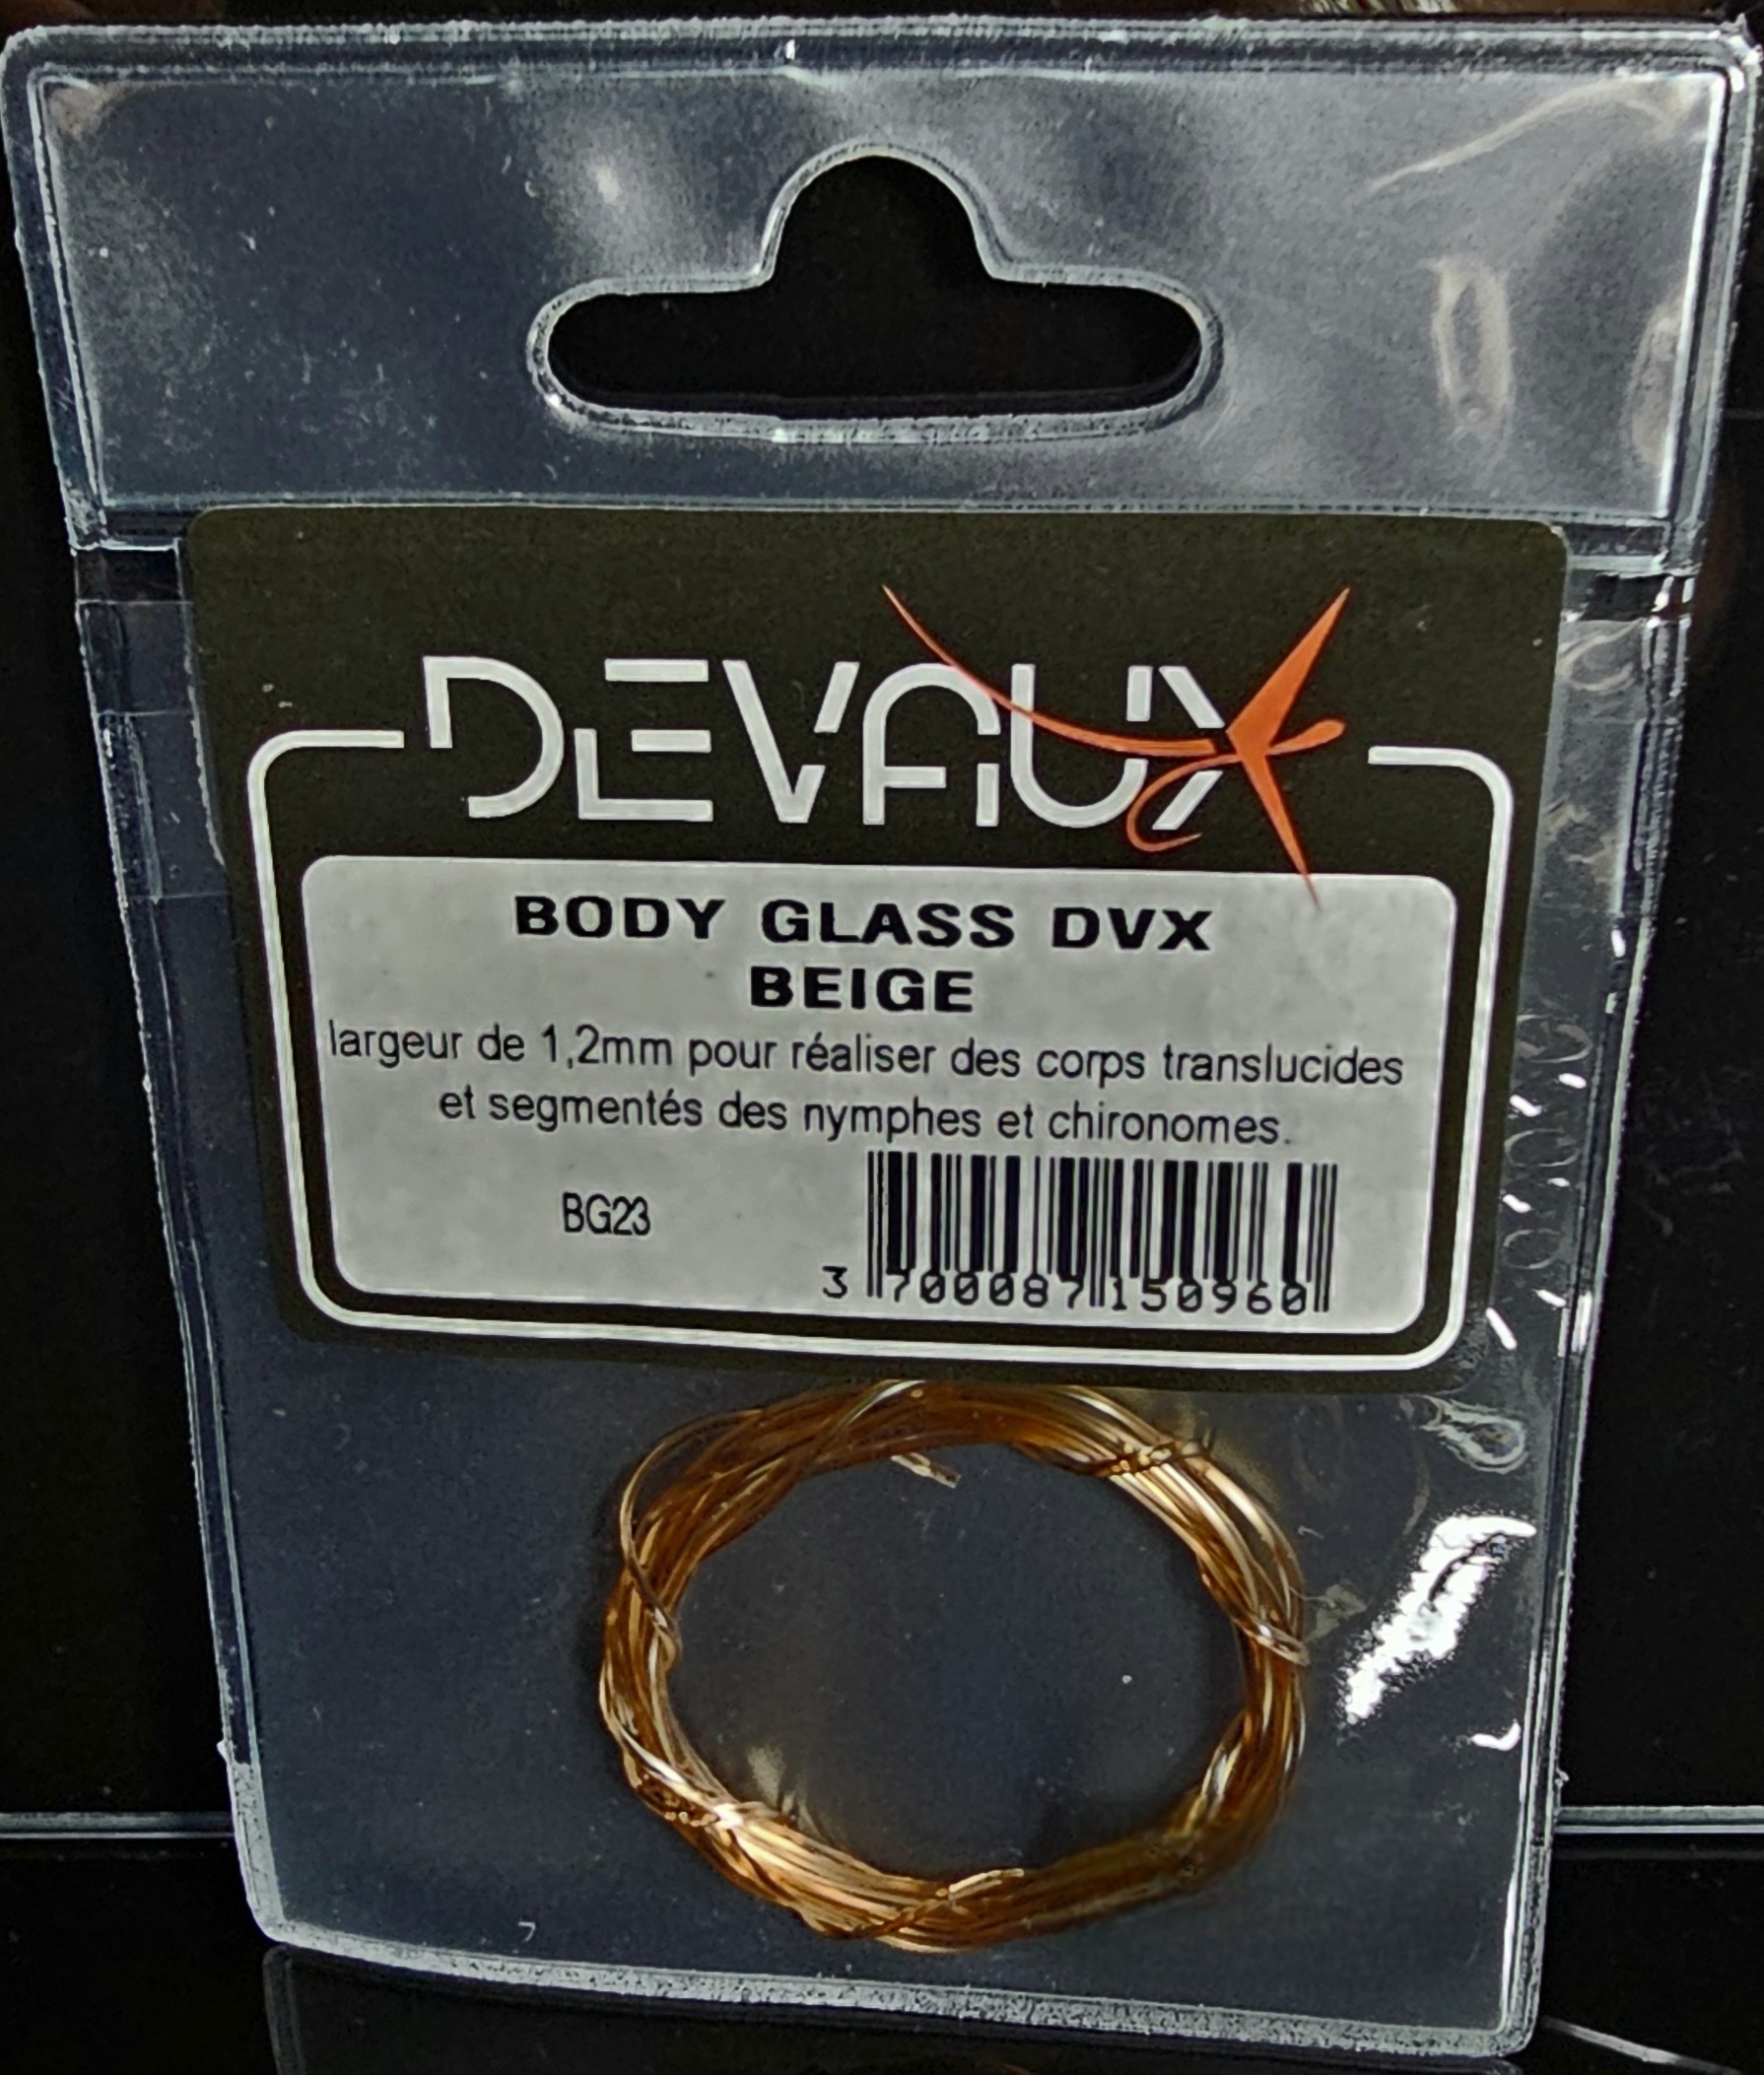 DEVAUX
BODY GLASS DVX
BEIGE
largeur de 1,2mm pour réaliser des corps translucides
et segmentés des nymphes et chironomes.
BG23
3 700087 150960